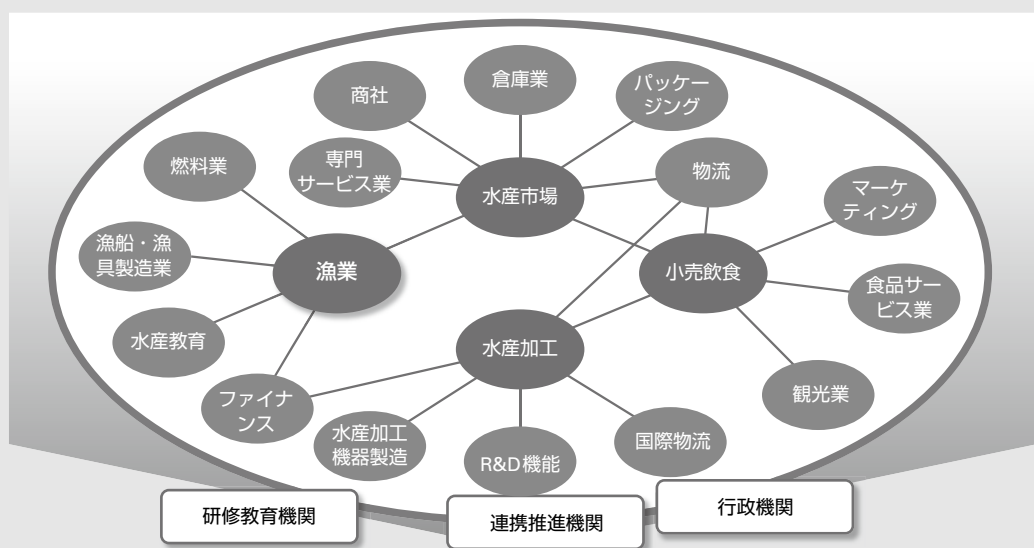 商社
倉庫業
パッケー
ジング
燃料業
専門
サービス業
水産市場
物流
マーケ
ティング
漁船・漁
具製造業
漁業
小売飲食
食品サー
ビス業
水産教育
水産加工
ファイナ
ンス
観光業
水産加工
機器製造
R&D機能
国際物流
研修教育機関
連携推進機関
行政機関